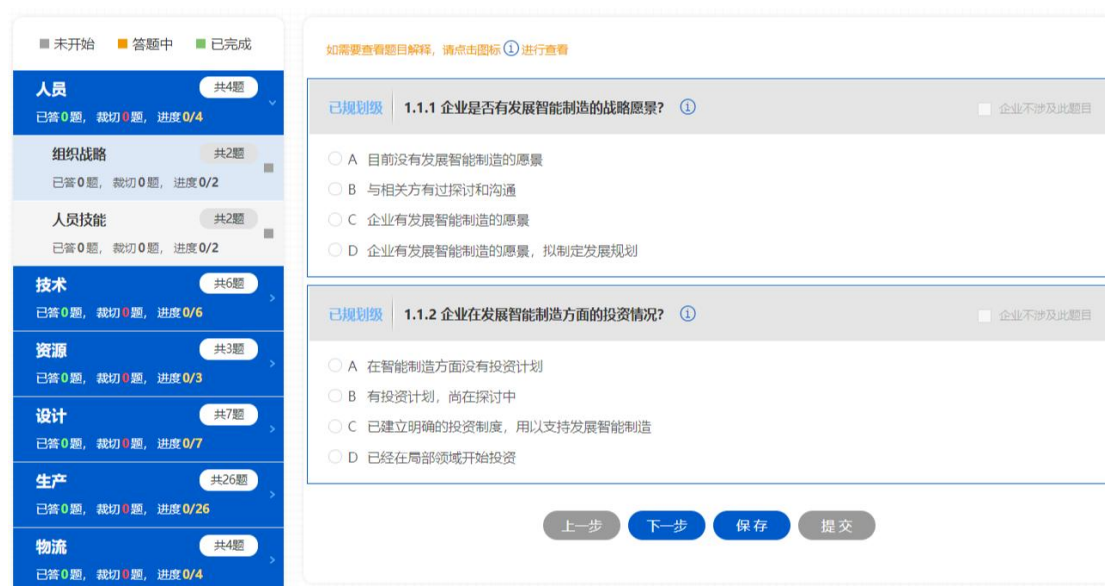 未开始 答题中 已完成
人员 共4题
已答0题，裁切0题，进度0/4
组织战略 共2题
已答0题，裁切0题，进度0/2
人员技能 共2题
已答0题，裁切0题，进度0/2
技术 共6题
已答0题，裁切0题，进度0/6
资源 共3题
已答0题，裁切0题，进度0/3
设计 共7题
已答0题，裁切0题，进度0/7
生产 共26题
已答0题，裁切0题，进度0/26
物流 共4题
已答0题，裁切0题，进度0/4
如需要查看题目解释，请点击图标①进行查看
已规划级 1.1.1 企业是否有发展智能制造的战略愿景？ ① 企业不涉及此题目
A 目前没有发展智能制造的愿景
B 与相关方有过探讨和沟通
C 企业有发展智能制造的愿景
D 企业有发展智能制造的愿景，拟制定发展规划
已规划级 1.1.2 企业在发展智能制造方面的投资情况？ ① 企业不涉及此题目
A 在智能制造方面没有投资计划
B 有投资计划，尚在探讨中
C 已建立明确的投资制度，用以支持发展智能制造
D 已经在局部领域开始投资
上一步 下一步 保存 提交